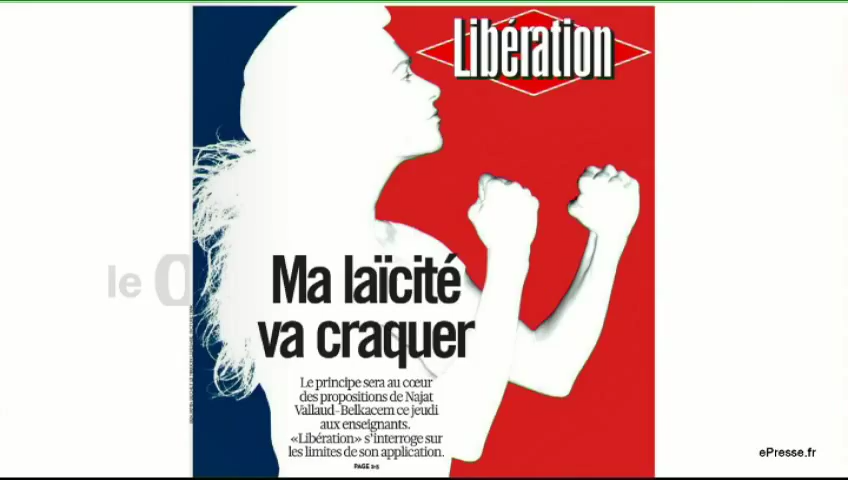 Libération
le
Ma laïcité
va craquer
Le principe sera au cœur
des propositions de Najat
Vallaud-Belkacem ce jeudi
aux enseignants.
«Libération» s'interroge sur
les limites de son application.
PAGE 2-5
ePresse.fr